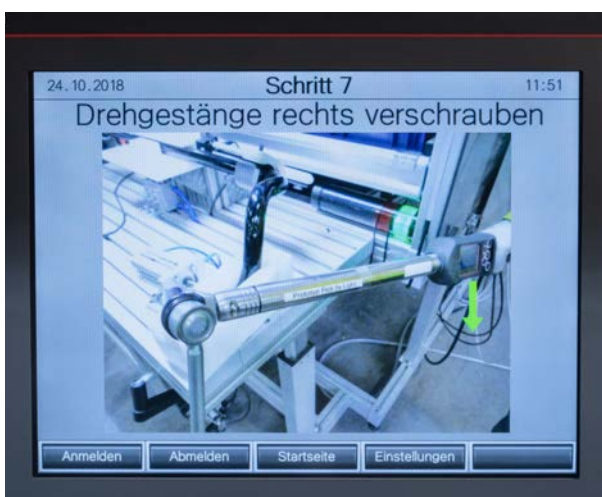 24.10.2018
Schritt 7
11:51
Drehgestänge rechts verschrauben
Anmelden
Abmelden
Startseite
Einstellungen